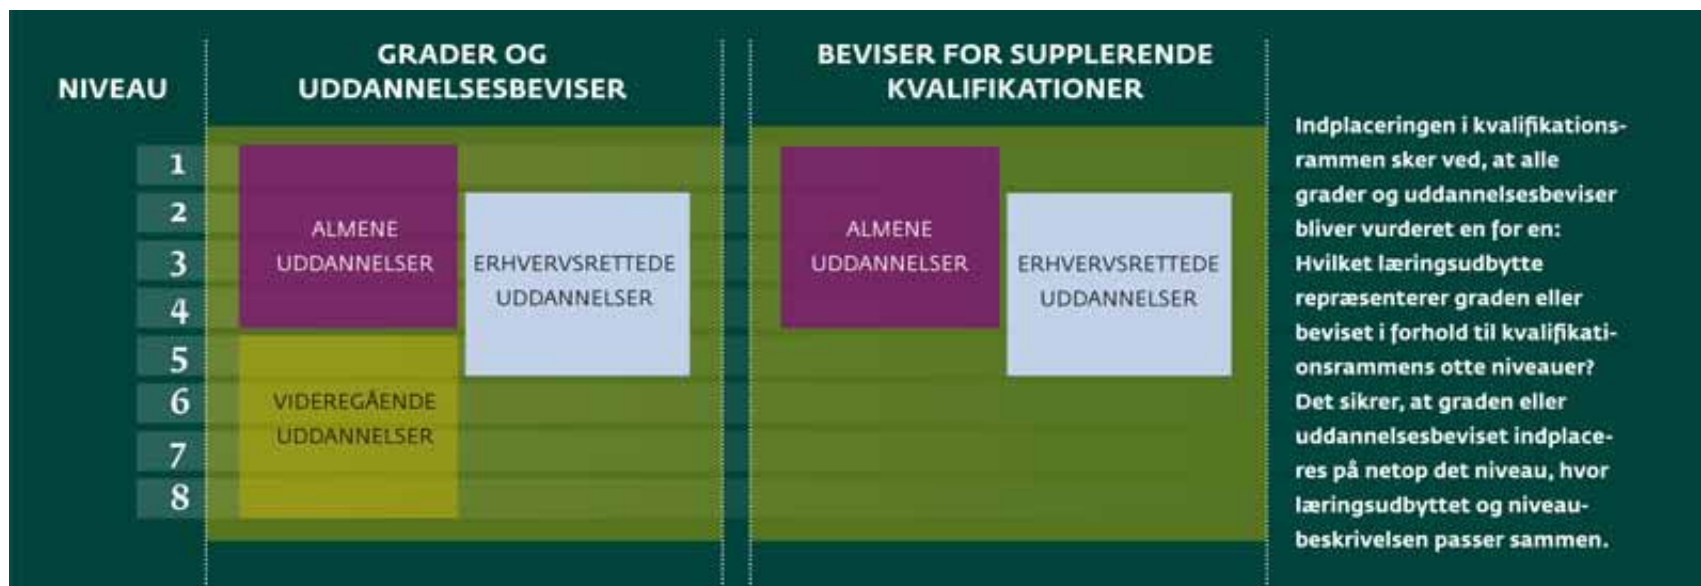 NIVEAU
GRADER OG
UDDANNELSESBEVISER
BEVISER FOR SUPPLERENDE
KVALIFIKATIONER
1
2
3
4
5
6
7
8
ALMENE
UDDANNELSER
ERHVERVSRETTEDE
UDDANNELSER
VIDEREGÅENDE
UDDANNELSER
ALMENE
UDDANNELSER
ERHVERVSRETTEDE
UDDANNELSER
Indplaceringen i kvalifikations-
rammen sker ved, at alle
grader og uddannelsesbeviser
bliver vurderet en for en:
Hvilket læringsudbytte
repræsenterer graden eller
beviset i forhold til kvalifikati-
onsrammens otte niveauer?
Det sikrer, at graden eller
uddannelsesbeviset indplace-
res på netop det niveau, hvor
læringsudbyttet og niveau-
beskrivelsen passer sammen.